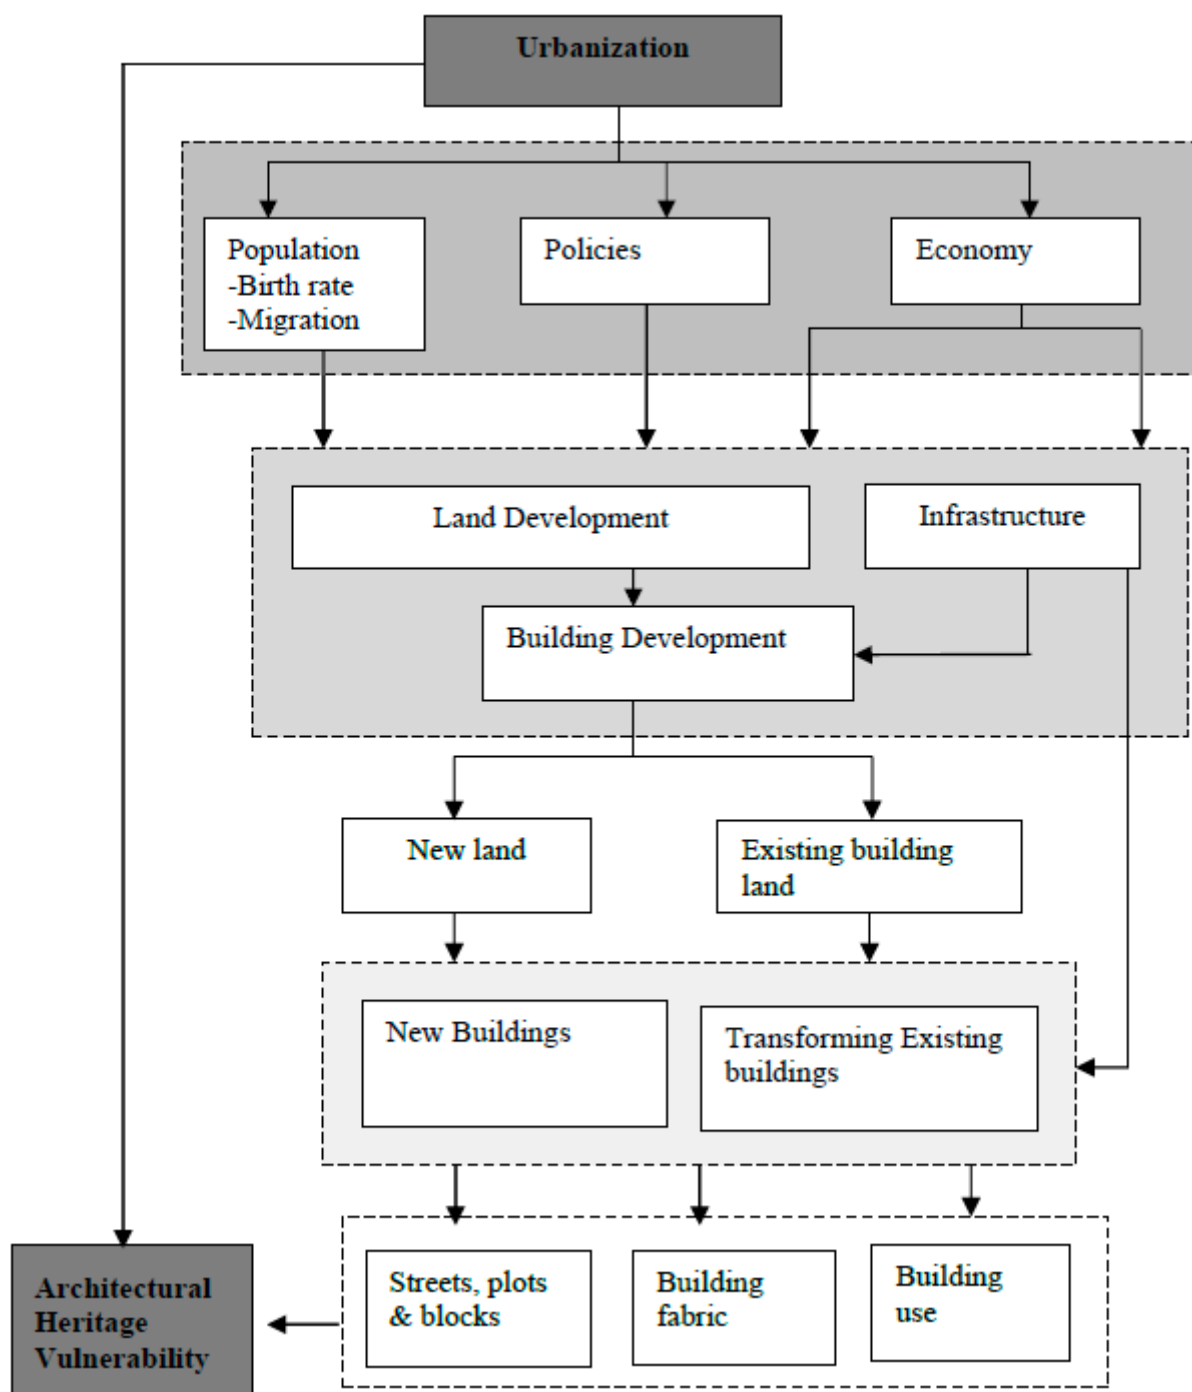 Urbanization
Population
-Birth rate
-Migration
Policies
Economy
Land Development
Infrastructure
Building Development
New land
Existing building
land
New Buildings
Transforming Existing
buildings
Streets, plots
& blocks
Building
fabric
Building
use
Architectural
Heritage
Vulnerability